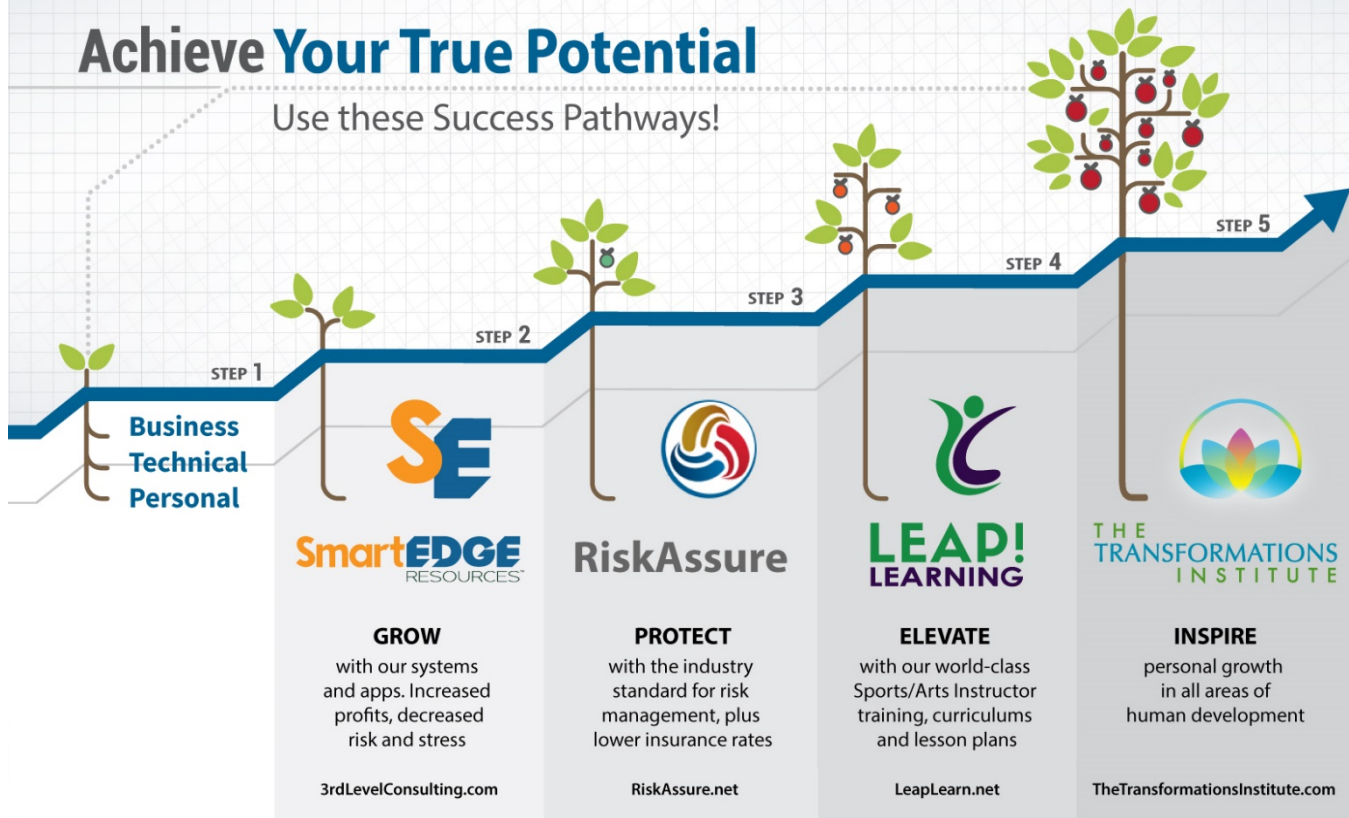 Achieve Your True Potential
Use these Success Pathways!
STEP 1
STEP 2
STEP 3
STEP 4
STEP 5
Business
Technical
Personal
SE
SmartEDGE
RESOURCES™
GROW
with our systems
and apps. Increased
profits, decreased
risk and stress
3rdLevelConsulting.com
RiskAssure
PROTECT
with the industry
standard for risk
management, plus
lower insurance rates
RiskAssure.net
LEAP!
LEARNING
ELEVATE
with our world-class
Sports/Arts Instructor
training, curriculums
and lesson plans
LeapLearn.net
THE
TRANSFORMATIONS
INSTITUTE
INSPIRE
personal growth
in all areas of
human development
TheTransformationsInstitute.com